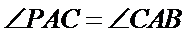 ∠PAC = ∠CAB